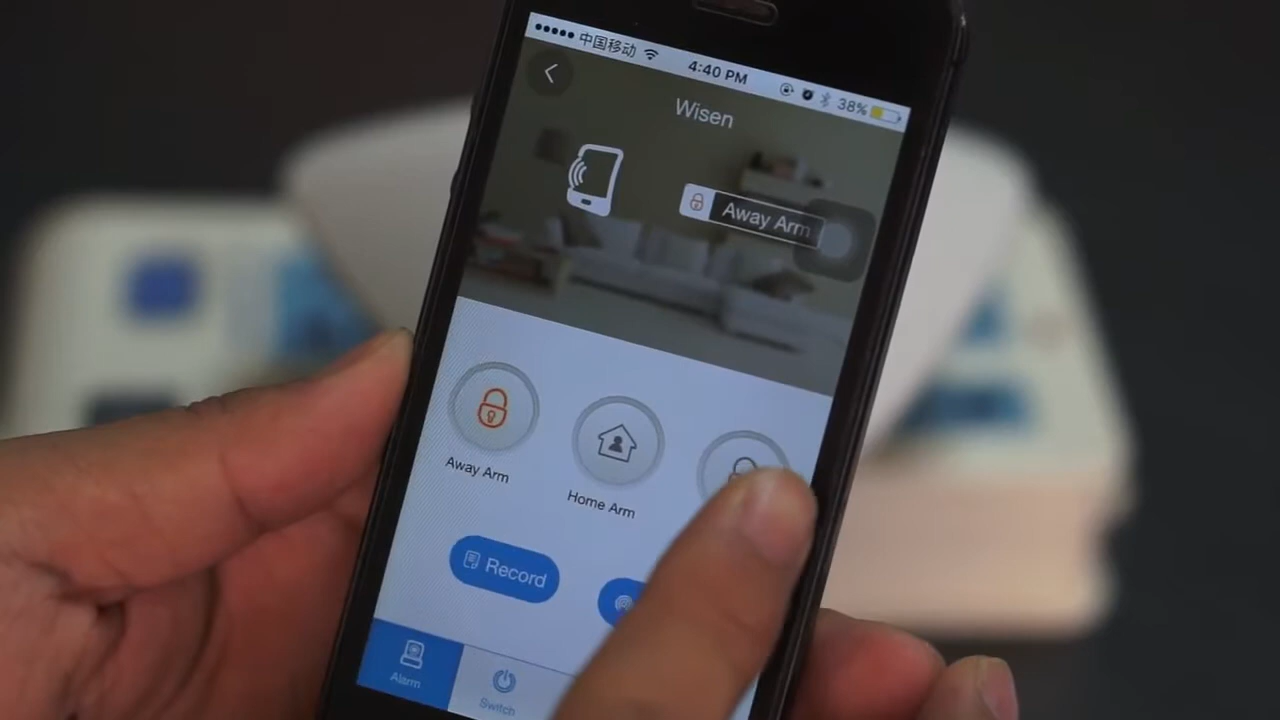 中国移动 4:40 PM 38%
Wisen
Away Arm
Away Arm
Home Arm
Record
Alarm
Switch